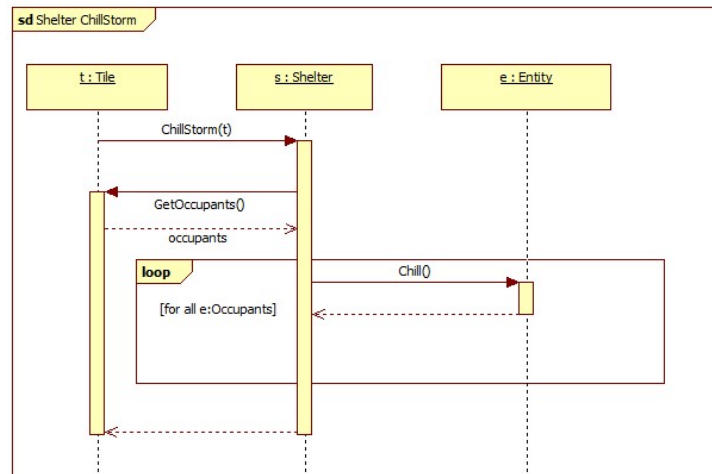 sd Shelter ChillStorm
t : Tile
s : Shelter
e : Entity
ChillStorm(t)
GetOccupants()
occupants
loop
Chill()
[for all e:Occupants]